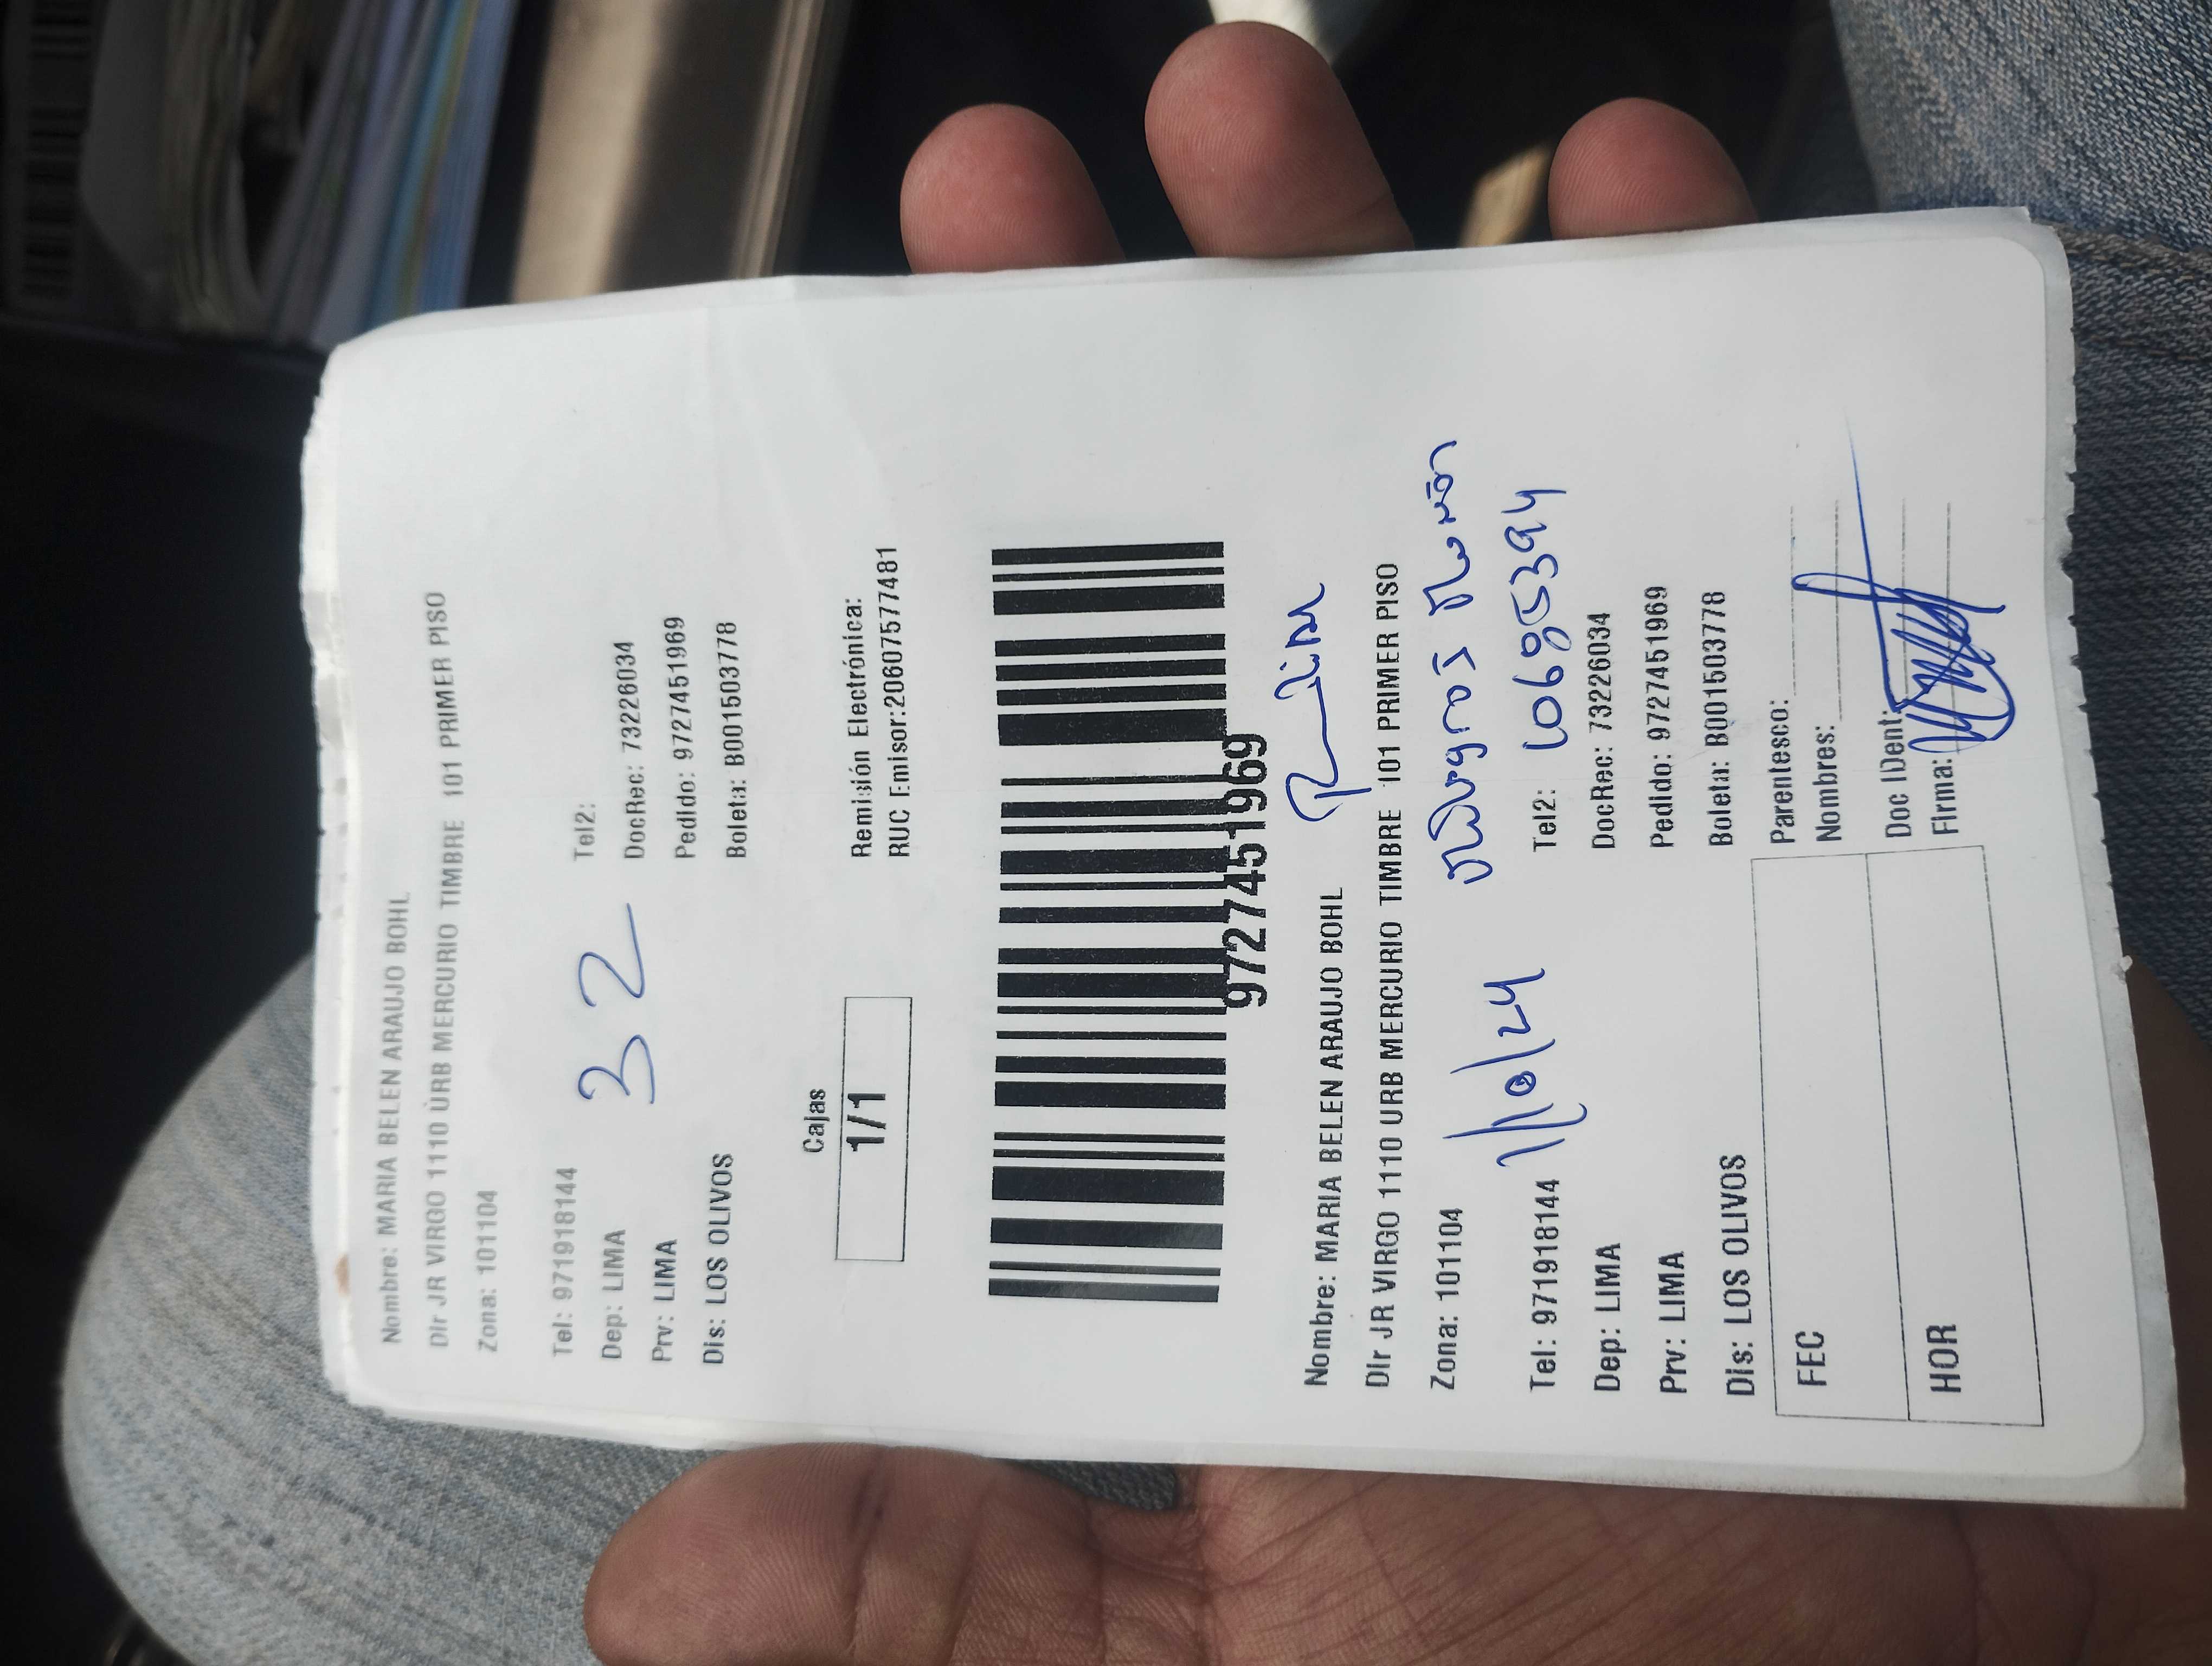 Nombre: MARIA BELEN ARAUJO BOHL
Dir JR VIRGO 1110 URB MERCURIO TIMBRE 101 PRIMER PISO
Zona: 101104
32
Tel: 971918144 Tel2:
Dep: LIMA DocRec: 73226034
Prv: LIMA Pedido: 9727451969
Dis: LOS OLIVOS Boleta: B001503778
Cajas
1/1
Remisión Electrónica:
RUC Emisor:20607577481
9727451969
Nombre: MARIA BELEN ARAUJO BOHL
Dir JR VIRGO 1110 URB MERCURIO TIMBRE 101 PRIMER PISO
Zona: 101104
Tel: 971918144 1/10/24 Tel2: 10685394
Dep: LIMA DocRec: 73226034
Prv: LIMA Pedido: 9727451969
Dis: LOS OLIVOS Boleta: B001503778
FEC
HOR
Parentesco:
Nombres:
Doc IDent:
Firma: